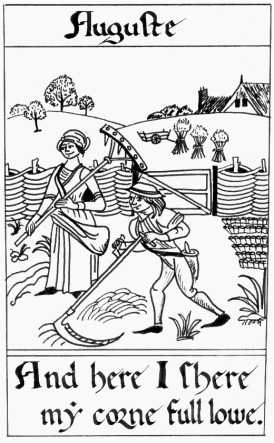 Auguste
And here I shere
my corne full lowe.